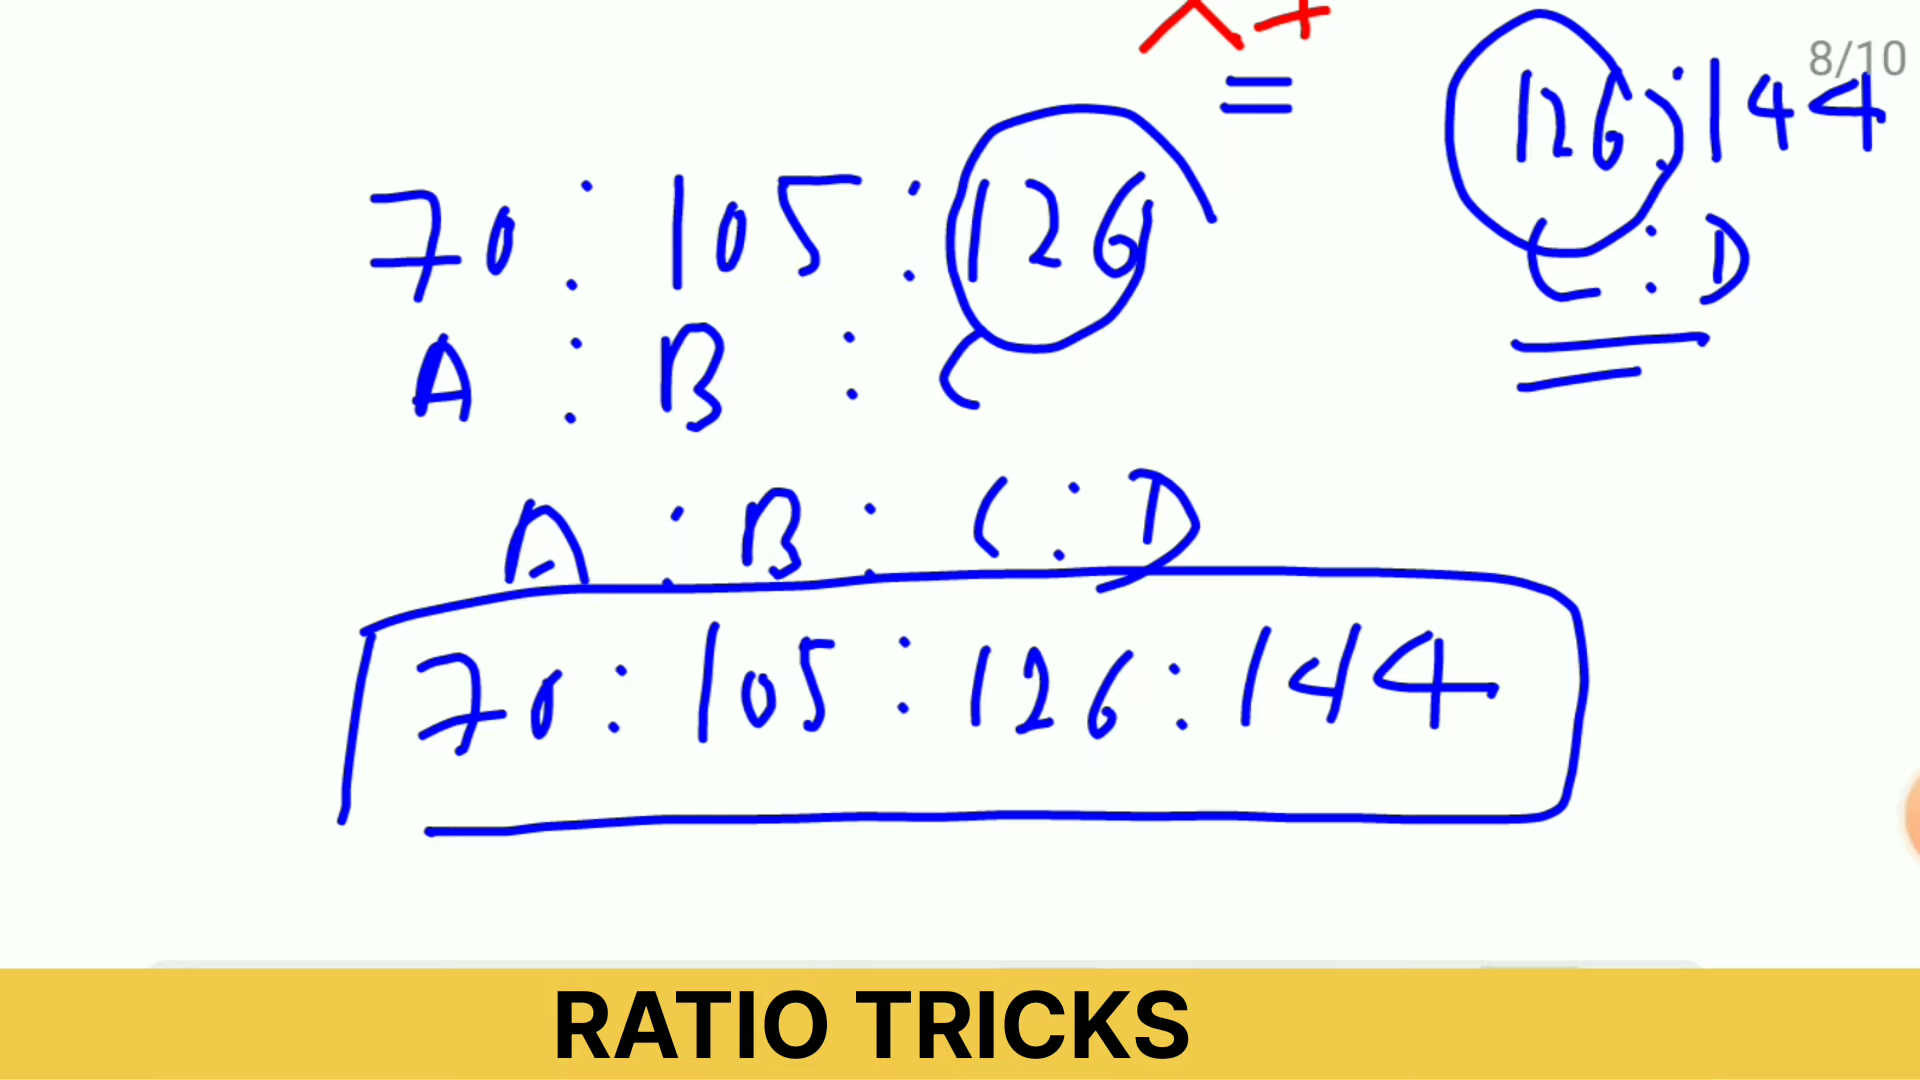 8/10
= 126 : 144
70 : 105 : 126
C : D
A : B : C
A : B : C : D
70 : 105 : 126 : 144
RATIO TRICKS